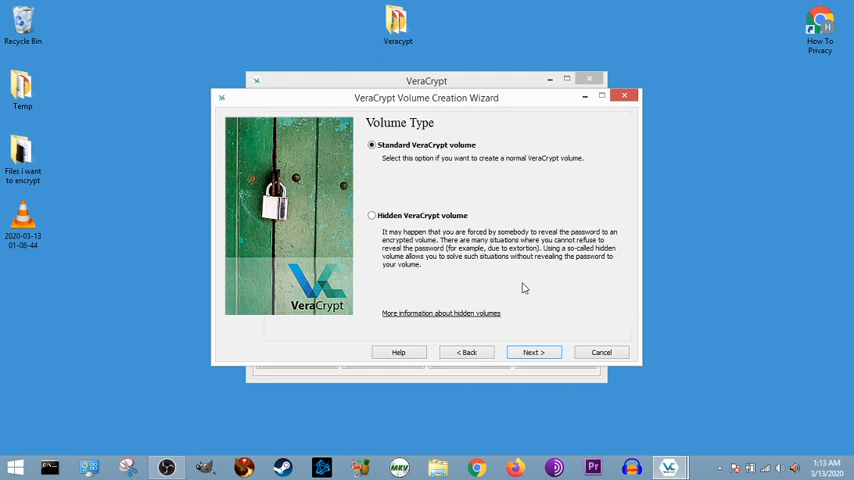 Recycle Bin
Veracypt
How To
Privacy
Temp
Files i want
to encrypt
2020-03-13
01-08-44
VeraCrypt
VeraCrypt Volume Creation Wizard
Volume Type
Standard VeraCrypt volume
Select this option if you want to create a normal VeraCrypt volume.
Hidden VeraCrypt volume
It may happen that you are forced by somebody to reveal the password to an
encrypted volume. There are many situations where you cannot refuse to
reveal the password (for example, due to extortion). Using a so-called hidden
volume allows you to solve such situations without revealing the password to
your volume.
More information about hidden volumes
VeraCrypt
Help
< Back
Next >
Cancel
MKV
Pr
1:13 AM
3/13/2020